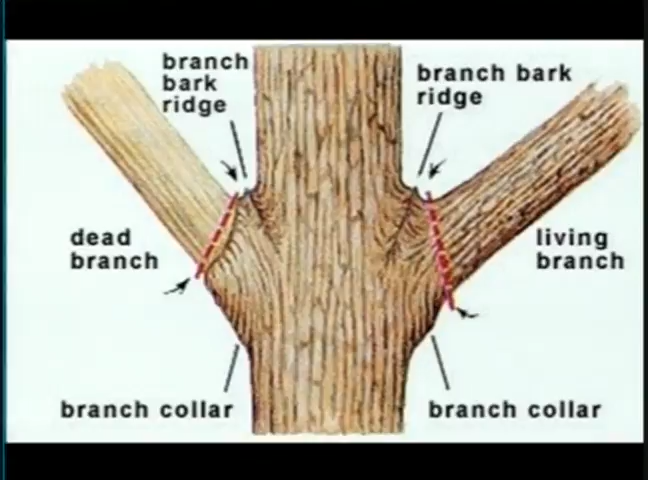 branch
bark
ridge
branch bark
ridge
dead
branch
living
branch
branch collar
branch collar